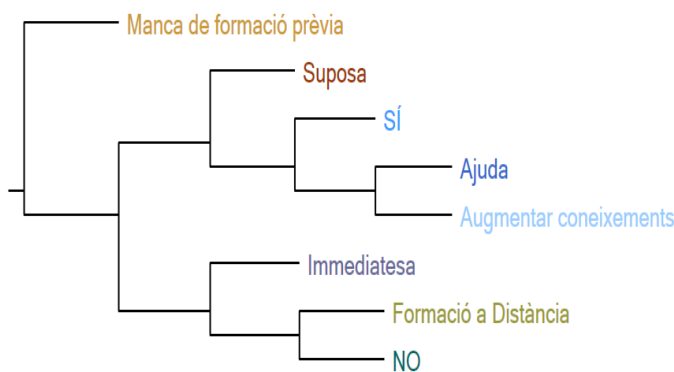 Manca de formació prèvia
Suposa
SÍ
Ajuda
Augmentar coneixements
Immediatesa
Formació a Distància
NO